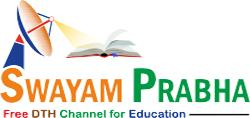 SWAYAM PRABHA
Free DTH Channel for Education